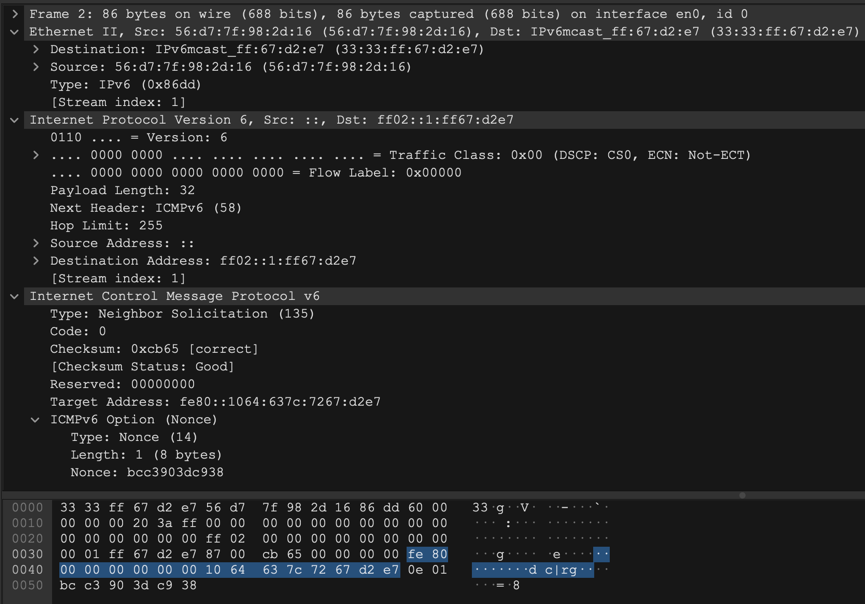 Frame 2: 86 bytes on wire (688 bits), 86 bytes captured (688 bits) on interface en0, id 0
Ethernet II, Src: 56:d7:7f:98:2d:16 (56:d7:7f:98:2d:16), Dst: IPv6mcast_ff:67:d2:e7 (33:33:ff:67:d2:e7)
Destination: IPv6mcast_ff:67:d2:e7 (33:33:ff:67:d2:e7)
Source: 56:d7:7f:98:2d:16 (56:d7:7f:98:2d:16)
Type: IPv6 (0x86dd)
[Stream index: 1]
Internet Protocol Version 6, Src: ::, Dst: ff02::1:ff67:d2e7
0110 .... = Version: 6
.... 0000 0000 .... .... .... .... .... = Traffic Class: 0x00 (DSCP: CS0, ECN: Not-ECT)
.... 0000 0000 0000 0000 0000 = Flow Label: 0x00000
Payload Length: 32
Next Header: ICMPv6 (58)
Hop Limit: 255
Source Address: ::
Destination Address: ff02::1:ff67:d2e7
[Stream index: 1]
Internet Control Message Protocol v6
Type: Neighbor Solicitation (135)
Code: 0
Checksum: 0xcb65 [correct]
[Checksum Status: Good]
Reserved: 00000000
Target Address: fe80::1064:637c:7267:d2e7
ICMPv6 Option (Nonce)
Type: Nonce (14)
Length: 1 (8 bytes)
Nonce: bcc3903dc938
0000 33 33 ff 67 d2 e7 56 d7 7f 98 2d 16 86 dd 60 00 33·g··V· ··-···`·
0010 00 00 00 20 3a ff 00 00 00 00 00 00 00 00 00 00 ··· :··· ········
0020 00 00 00 00 00 00 ff 02 00 00 00 00 00 00 00 00 ········ ········
0030 00 01 ff 67 d2 e7 87 00 cb 65 00 00 00 00 fe 80 ···g···· ·e······
0040 00 00 00 00 00 00 10 64 63 7c 72 67 d2 e7 0e 01 ·······d c|rg····
0050 bc c3 90 3d c9 38 ···=·8